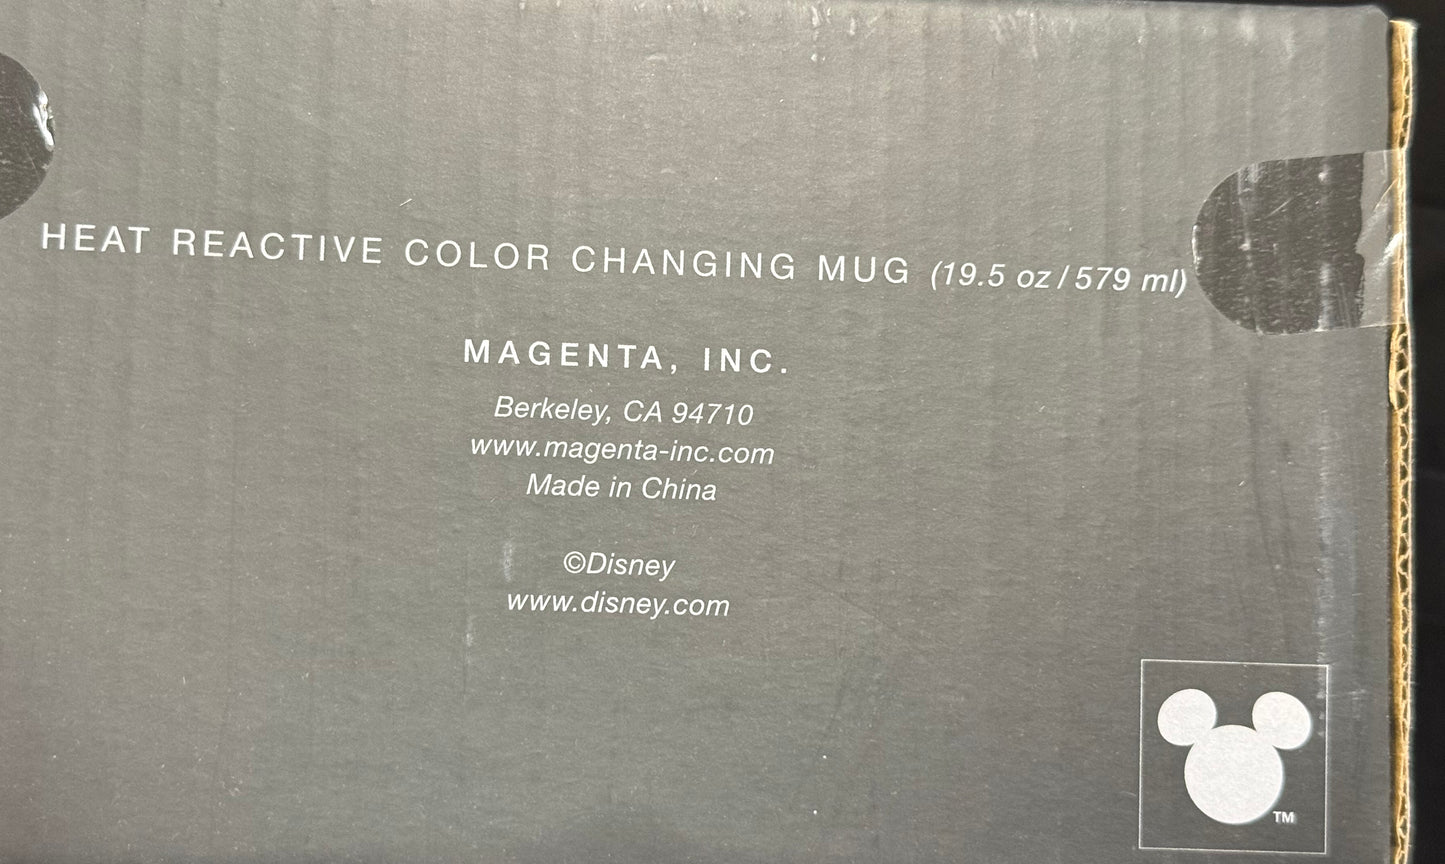 HEAT REACTIVE COLOR CHANGING MUG (19.5 oz / 579 ml)
MAGENTA, INC.
Berkeley, CA 94710
www.magenta-inc.com
Made in China
©Disney
www.disney.com
TM